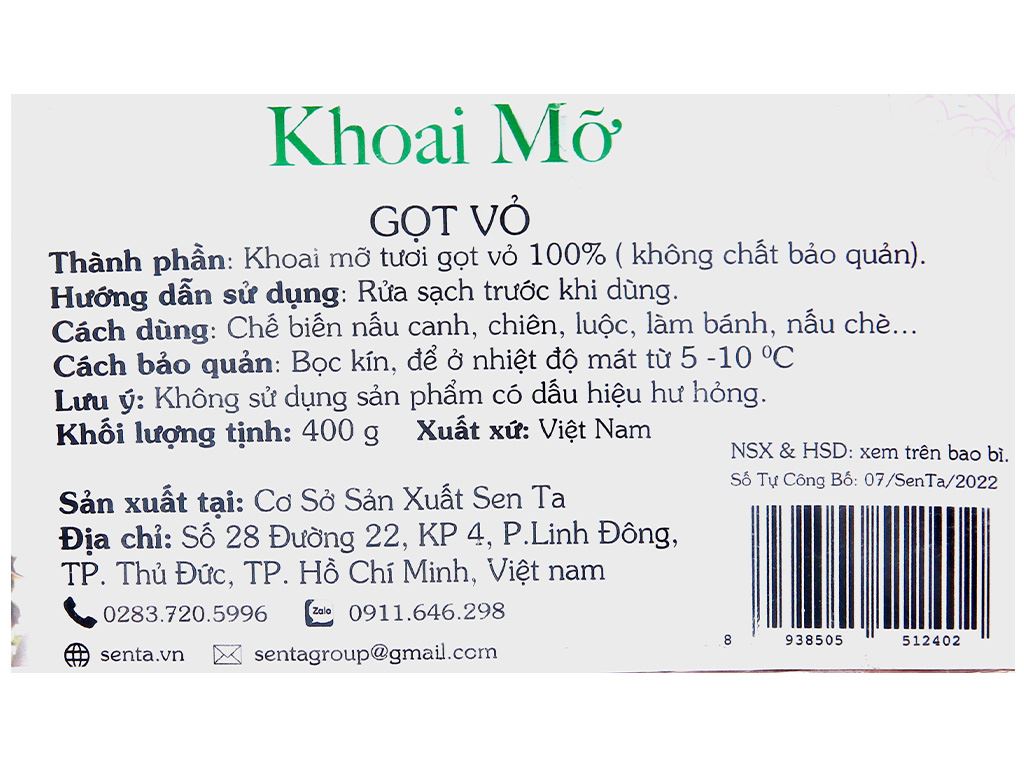 Khoai Mỡ
GỌT VỎ
Thành phần: Khoai mỡ tươi gọt vỏ 100% ( không chất bảo quản).
Hướng dẫn sử dụng: Rửa sạch trước khi dùng.
Cách dùng: Chế biến nấu canh, chiên, luộc, làm bánh, nấu chè...
Cách bảo quản: Bọc kín, để ở nhiệt độ mát từ 5 -10 ⁰C
Lưu ý: Không sử dụng sản phẩm có dấu hiệu hư hỏng.
Khối lượng tịnh: 400 g Xuất xứ: Việt Nam
NSX & HSD: xem trên bao bì.
Số Tự Công Bố: 07/SenTa/2022
Sản xuất tại: Cơ Sở Sản Xuất Sen Ta
Địa chỉ: Số 28 Đường 22, KP 4, P.Linh Đông,
TP. Thủ Đức, TP. Hồ Chí Minh, Việt nam
0283.720.5996 Zalo 0911.646.298
senta.vn sentagroup@gmail.com
8 938505 512402